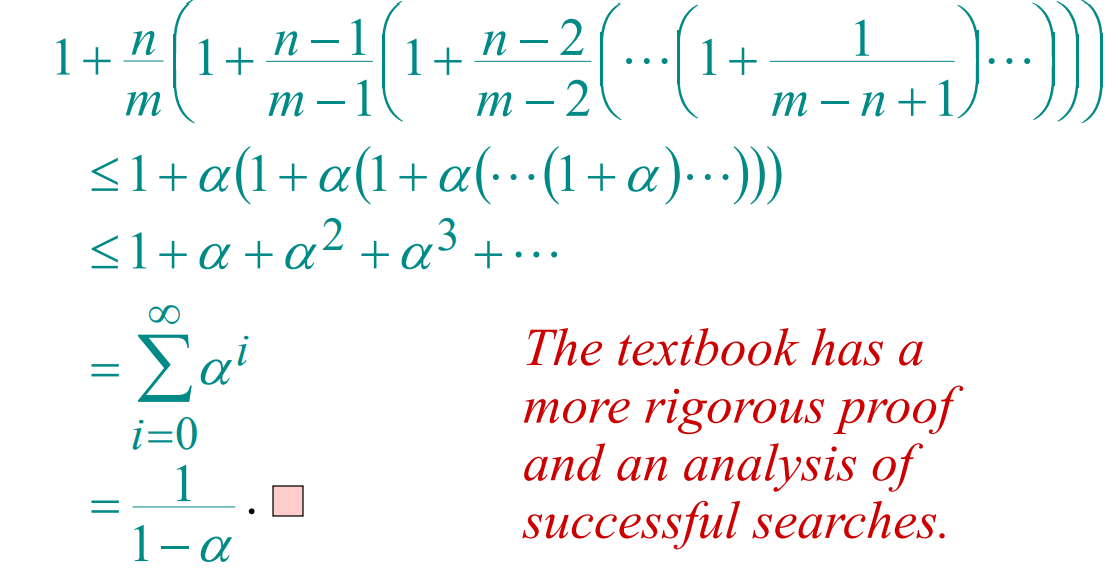 1 + n/m (1 + n−1/m−1 (1 + n−2/m−2 (⋯(1 + 1/m−n+1)⋯))))
≤ 1 + α(1 + α(1 + α(⋯(1 + α)⋯)))
≤ 1 + α + α² + α³ + ⋯
= ∑_{i=0}^{∞} α^i
= 1/1−α .
The textbook has a
more rigorous proof
and an analysis of
successful searches.